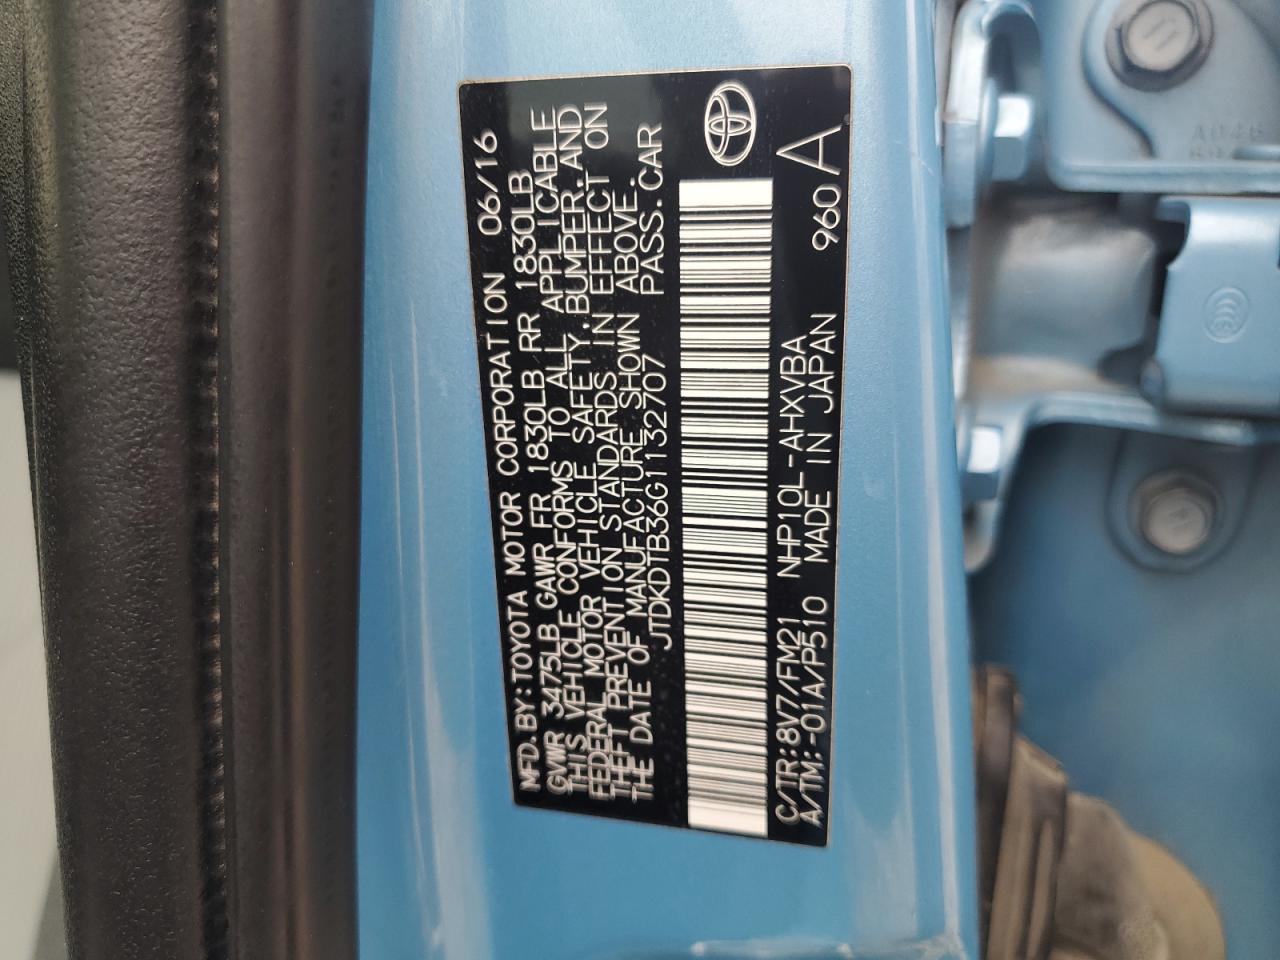 MFD. BY: TOYOTA MOTOR CORPORATION 06/16
GVWR 3475LB GAWR FR 1830LB RR 1830LB
THIS VEHICLE CONFORMS TO ALL APPLICABLE
FEDERAL MOTOR VEHICLE SAFETY, BUMPER, AND
THEFT PREVENTION STANDARDS IN EFFECT ON
THE DATE OF MANUFACTURE SHOWN ABOVE.
JTDKDTB36G1132707 PASS. CAR
C/TR:8V7/FM21 NHP10L-AHXVBA 960 A
A/TM:-01A/P510 MADE IN JAPAN